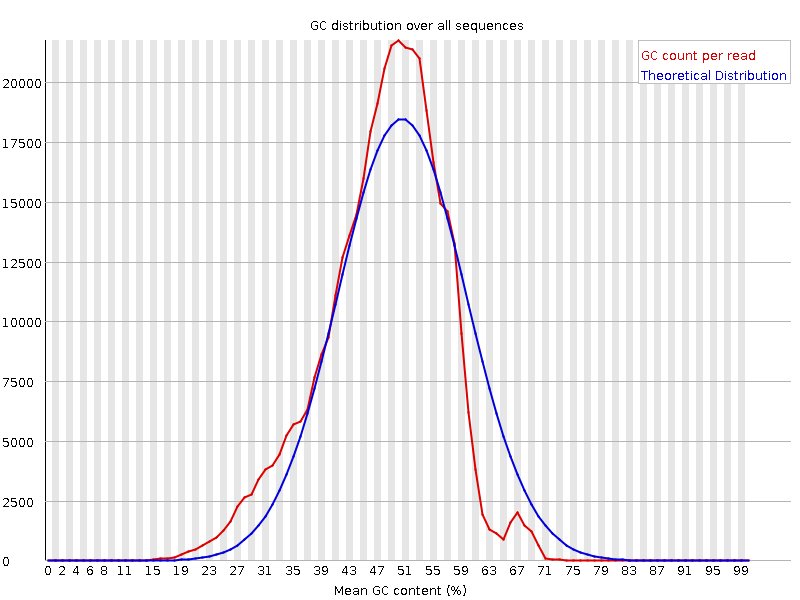 GC distribution over all sequences
GC count per read
Theoretical Distribution
20000
17500
15000
12500
10000
7500
5000
2500
0
0 2 4 6 8 11 15 19 23 27 31 35 39 43 47 51 55 59 63 67 71 75 79 83 87 91 95 99
Mean GC content (%)